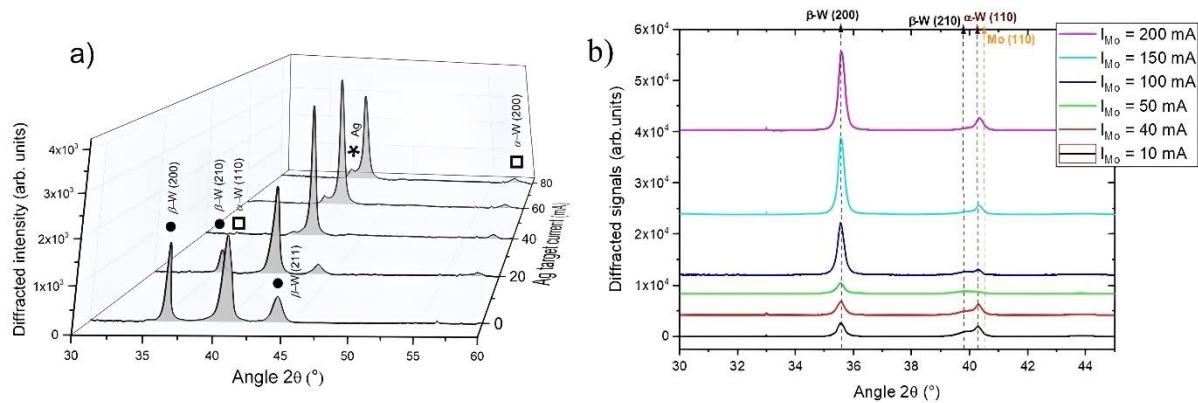 a)
Diffracted intensity (arb. units)
4x10³
3x10³
2x10³
1x10³
0
β–W (200)
β–W (210)
α–W (110)
β–W (211)
Ag
*
α–W (200)
80
60
40
20
0
Ag target current (mA)
30 35 40 45 50 55 60
Angle 2θ (°)
b)
β-W (200)
β-W (210)
α-W (110)
Mo (110)
Diffracted signals (arb.units)
6x10⁴
5x10⁴
4x10⁴
3x10⁴
2x10⁴
1x10⁴
0
I_Mo = 200 mA
I_Mo = 150 mA
I_Mo = 100 mA
I_Mo = 50 mA
I_Mo = 40 mA
I_Mo = 10 mA
30 32 34 36 38 40 42 44
Angle 2θ (°)